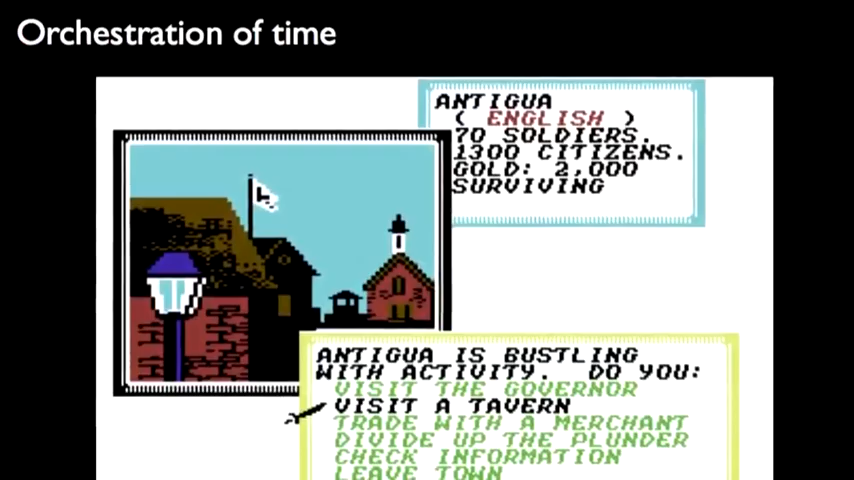 Orchestration of time
ANTIGUA
( ENGLISH )
70 SOLDIERS.
1300 CITIZENS.
GOLD: 2,000
SURVIVING
ANTIGUA IS BUSTLING
WITH ACTIVITY. DO YOU:
VISIT THE GOVERNOR
VISIT A TAVERN
TRADE WITH A MERCHANT
DIVIDE UP THE PLUNDER
CHECK INFORMATION
LEAVE TOWN